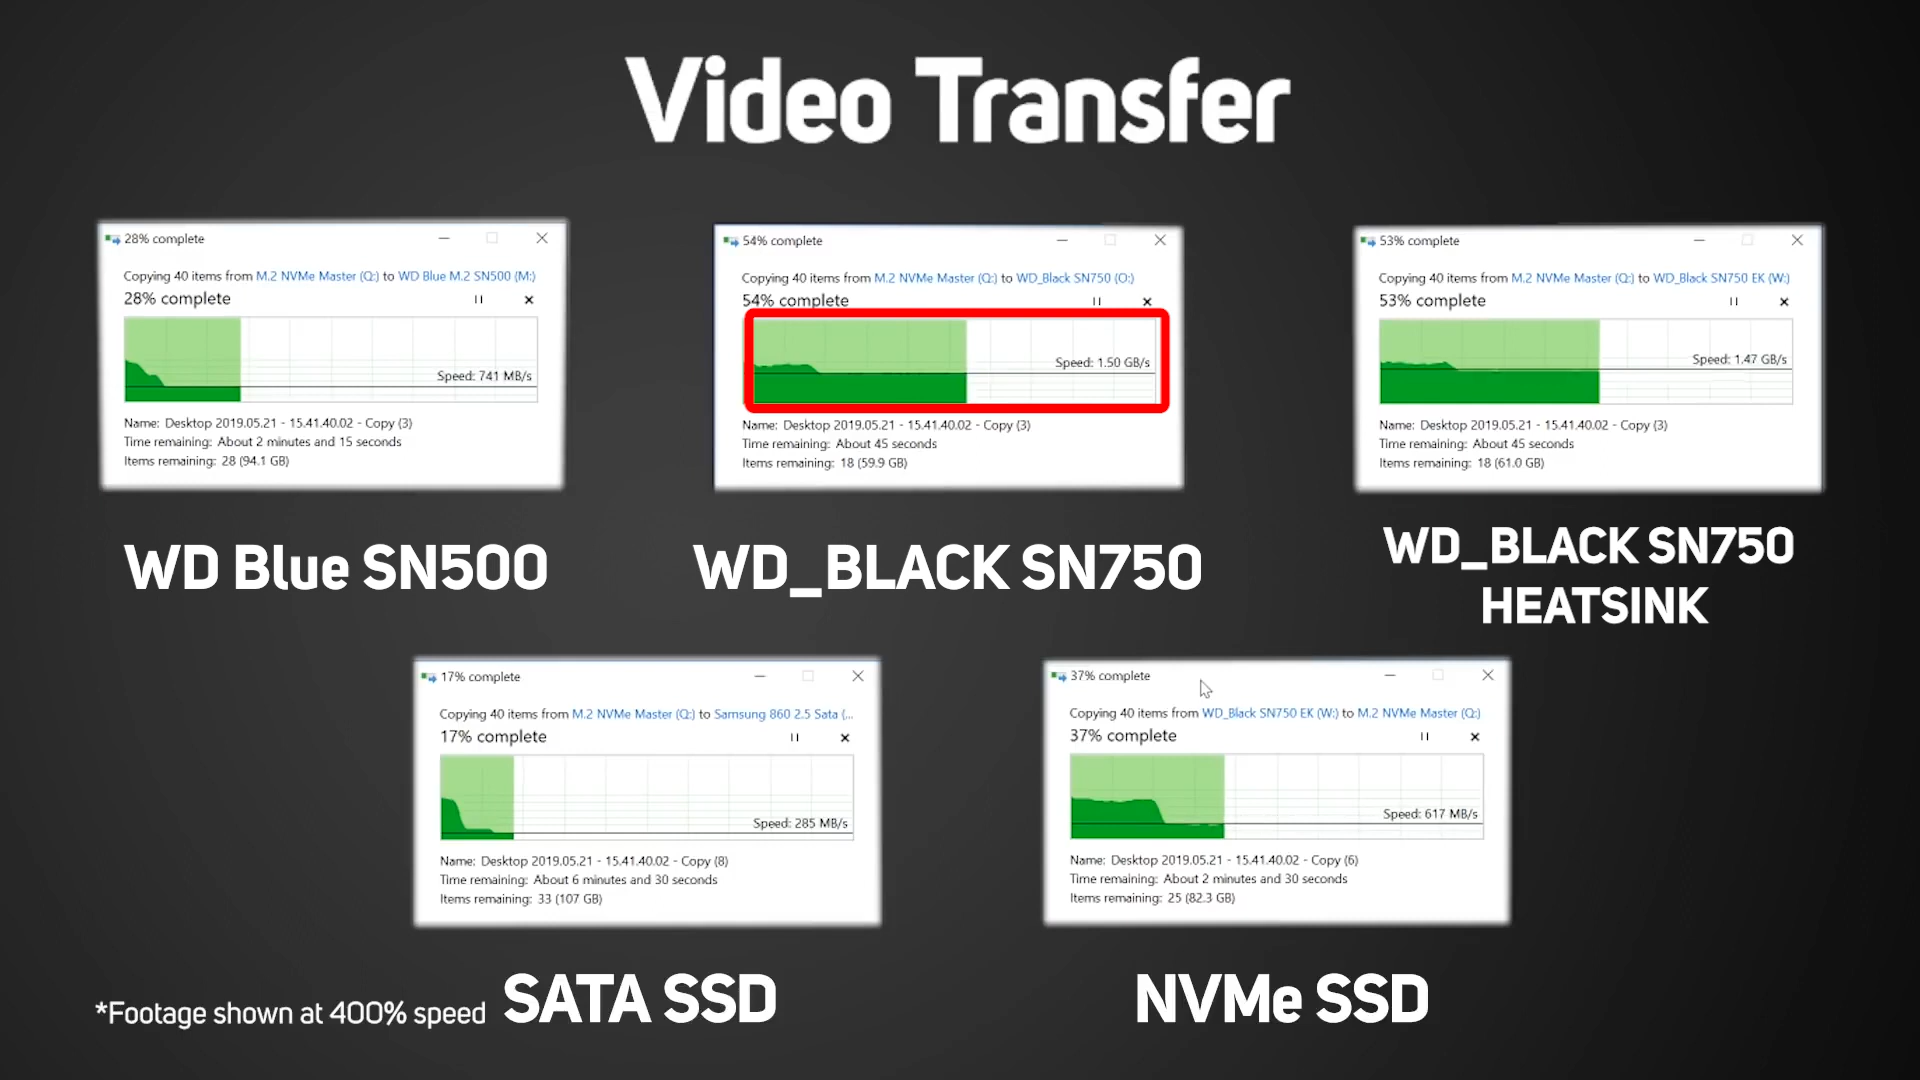 Video Transfer
28% complete
Copying 40 items from M.2 NVMe Master (Q:) to WD Blue M.2 SN500 (M:)
28% complete
Speed: 741 MB/s
Name: Desktop 2019.05.21 - 15.41.40.02 - Copy (3)
Time remaining: About 2 minutes and 15 seconds
Items remaining: 28 (94.1 GB)
WD Blue SN500
54% complete
Copying 40 items from M.2 NVMe Master (Q:) to WD_Black SN750 (O:)
54% complete
Speed: 1.50 GB/s
Name: Desktop 2019.05.21 - 15.41.40.02 - Copy (3)
Time remaining: About 45 seconds
Items remaining: 18 (59.9 GB)
WD_BLACK SN750
53% complete
Copying 40 items from M.2 NVMe Master (Q:) to WD_Black SN750 EK (W:)
53% complete
Speed: 1.47 GB/s
Name: Desktop 2019.05.21 - 15.41.40.02 - Copy (3)
Time remaining: About 45 seconds
Items remaining: 18 (61.0 GB)
WD_BLACK SN750
HEATSINK
17% complete
Copying 40 items from M.2 NVMe Master (Q:) to Samsung 860 2.5 Sata (...
17% complete
Speed: 285 MB/s
Name: Desktop 2019.05.21 - 15.41.40.02 - Copy (8)
Time remaining: About 6 minutes and 30 seconds
Items remaining: 33 (107 GB)
SATA SSD
37% complete
Copying 40 items from WD_Black SN750 EK (W:) to M.2 NVMe Master (Q:)
37% complete
Speed: 617 MB/s
Name: Desktop 2019.05.21 - 15.41.40.02 - Copy (6)
Time remaining: About 2 minutes and 30 seconds
Items remaining: 25 (82.3 GB)
NVMe SSD
*Footage shown at 400% speed